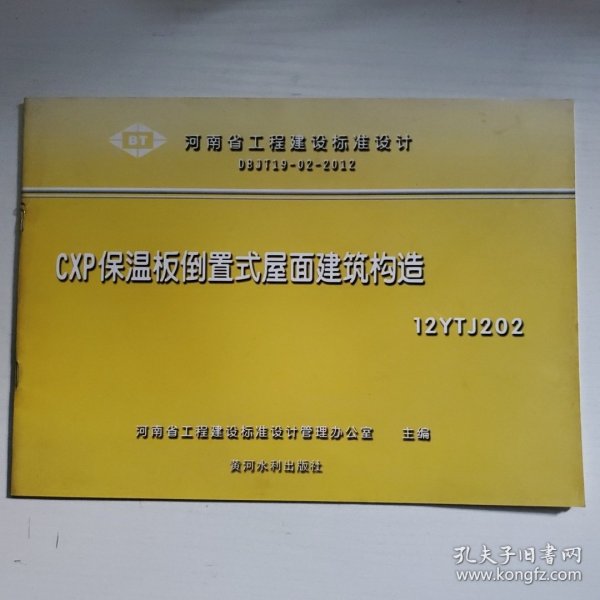 BT
河南省工程建设标准设计
DBJT19-02-2012
CXP保温板倒置式屋面建筑构造
12YTJ202
河南省工程建设标准设计管理办公室 主编
黄河水利出版社
孔夫子旧书网
www.kongfz.com